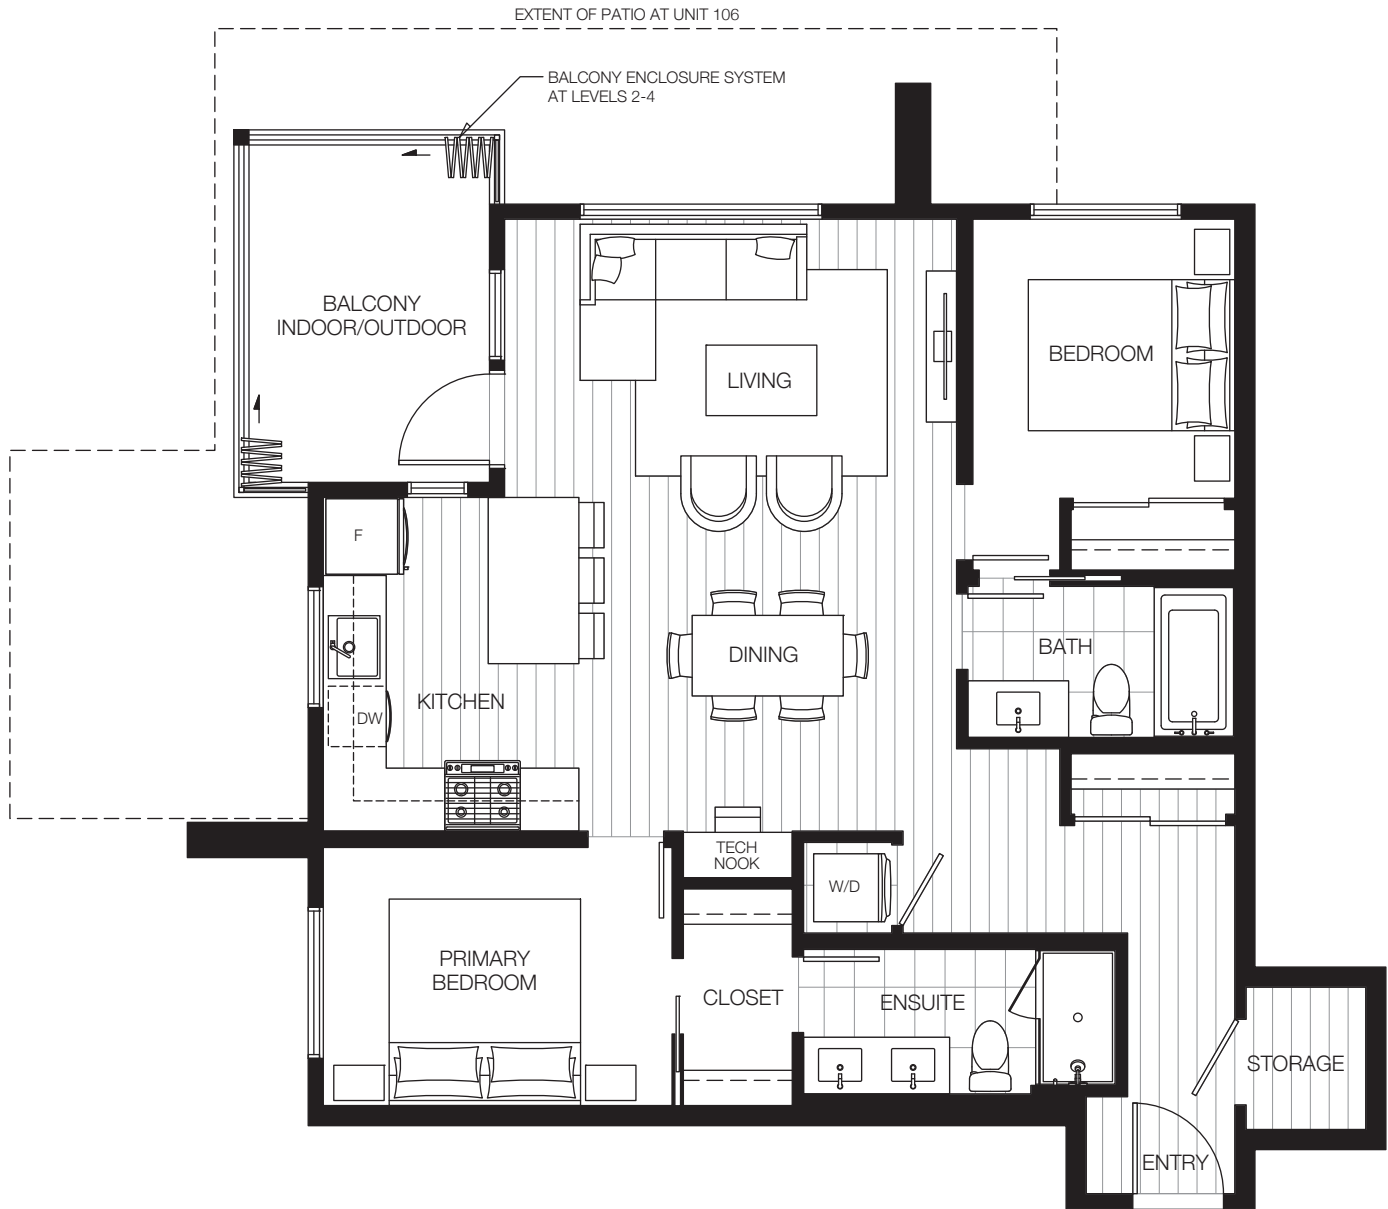 EXTENT OF PATIO AT UNIT 106
BALCONY ENCLOSURE SYSTEM
AT LEVELS 2-4
BALCONY
INDOOR/OUTDOOR
LIVING
BEDROOM
F
BATH
DINING
KITCHEN
DW
TECH
NOOK
W/D
PRIMARY
BEDROOM
CLOSET
ENSUITE
STORAGE
ENTRY